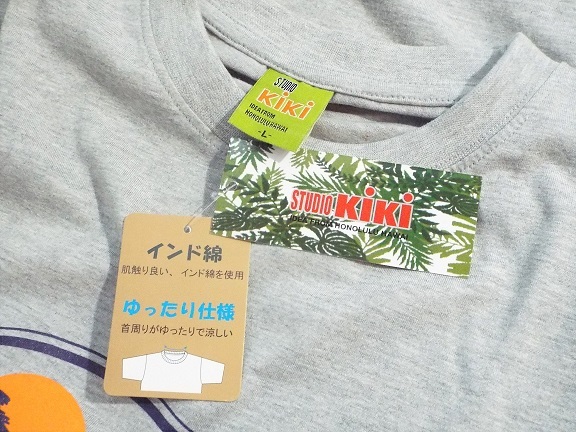 STUDIO
KiKi
IDEA FROM
HONOLULU HAWAI
-L-
STUDIO KiKi
IDEA FROM HONOLULU HAWAI
インド綿
肌触り良い、インド綿を使用
ゆったり仕様
首周りがゆったりで涼しい